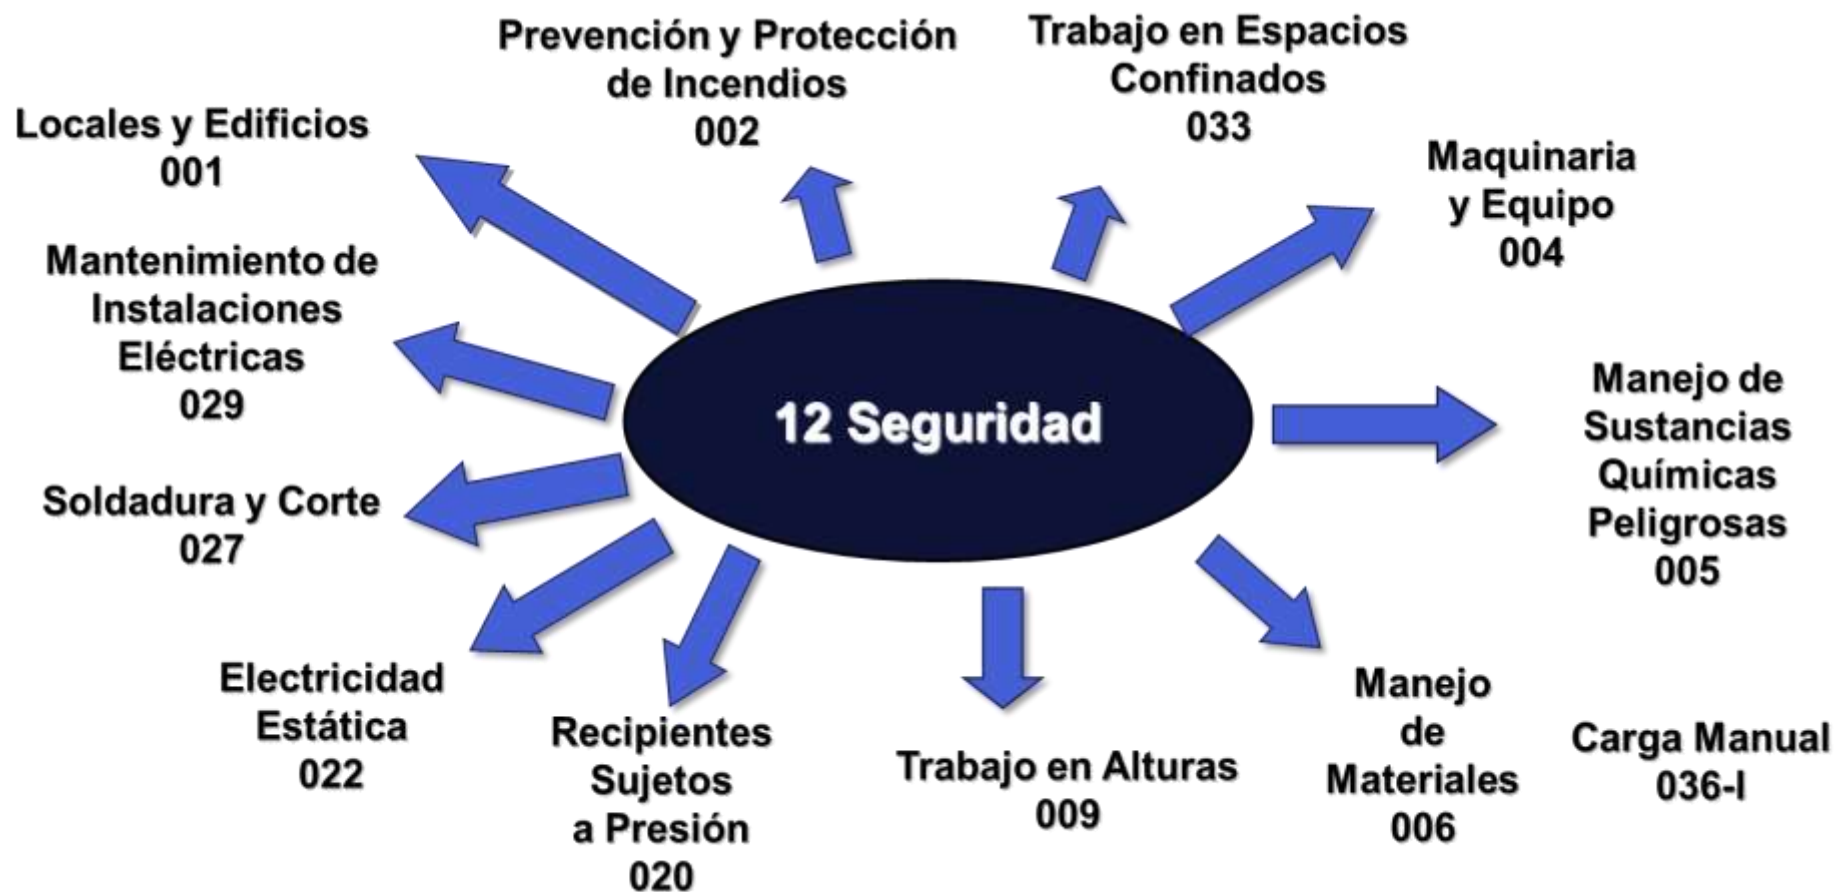 Prevención y Protección
de Incendios
002
Trabajo en Espacios
Confinados
033
Locales y Edificios
001
Maquinaria
y Equipo
004
Mantenimiento de
Instalaciones
Eléctricas
029
12 Seguridad
Manejo de
Sustancias
Químicas
Peligrosas
005
Soldadura y Corte
027
Electricidad
Estática
022
Recipientes
Sujetos
a Presión
020
Trabajo en Alturas
009
Manejo
de
Materiales
006
Carga Manual
036-I